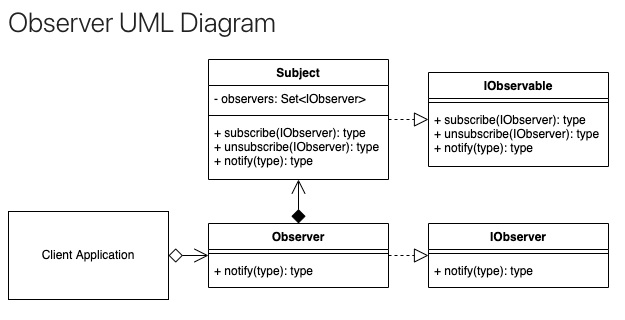 Observer UML Diagram
Subject
- observers: Set<IObserver>
+ subscribe(IObserver): type
+ unsubscribe(IObserver): type
+ notify(type): type
IObservable
+ subscribe(IObserver): type
+ unsubscribe(IObserver): type
+ notify(type): type
Client Application
Observer
+ notify(type): type
IObserver
+ notify(type): type